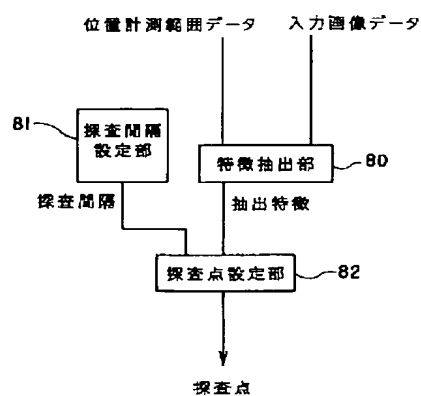 位置計測範囲データ
入力画像データ
81
探査間隔
設定部
特徴抽出部
80
探査間隔
抽出特徴
探査点設定部
82
探査点